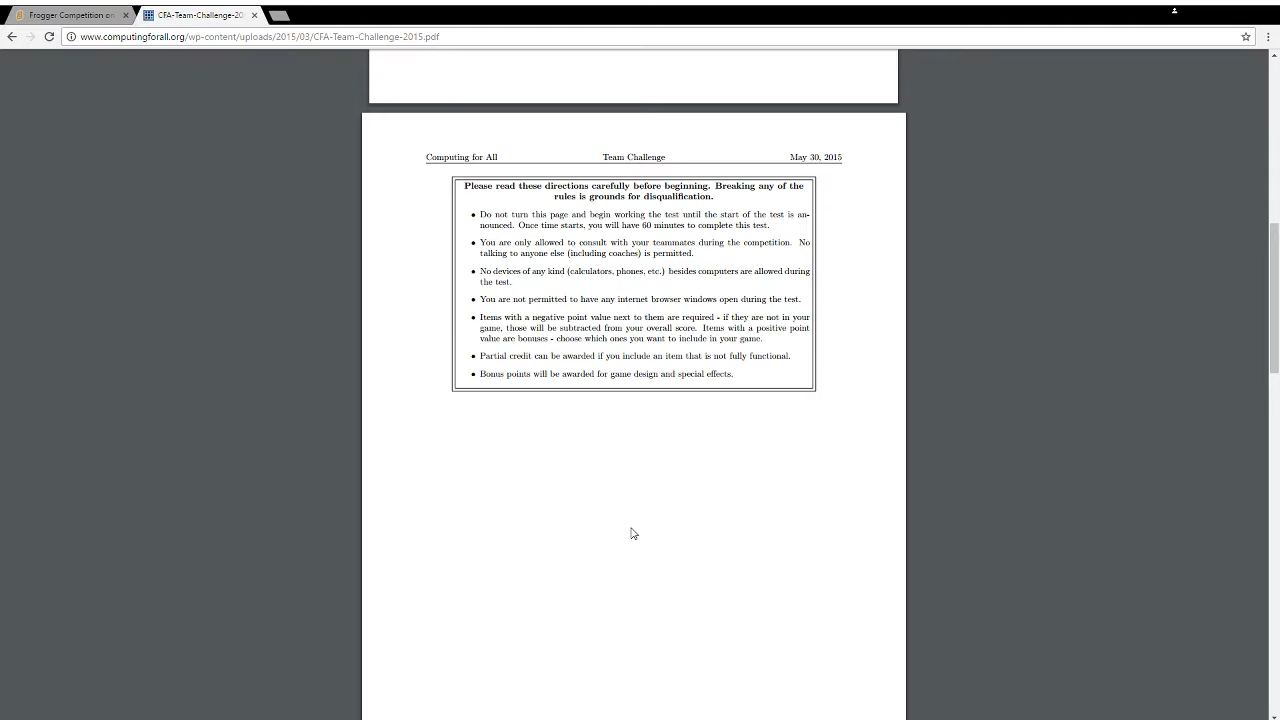 Frogger Competition on
CFA-Team-Challenge-20
www.computingforall.org/wp-content/uploads/2015/03/CFA-Team-Challenge-2015.pdf
Computing for All Team Challenge May 30, 2015
Please read these directions carefully before beginning. Breaking any of the
rules is grounds for disqualification.
• Do not turn this page and begin working the test until the start of the test is an-
nounced. Once time starts, you will have 60 minutes to complete this test.
• You are only allowed to consult with your teammates during the competition. No
talking to anyone else (including coaches) is permitted.
• No devices of any kind (calculators, phones, etc.) besides computers are allowed during
the test.
• You are not permitted to have any internet browser windows open during the test.
• Items with a negative point value next to them are required - if they are not in your
game, those will be subtracted from your overall score. Items with a positive point
value are bonuses - choose which ones you want to include in your game.
• Partial credit can be awarded if you include an item that is not fully functional.
• Bonus points will be awarded for game design and special effects.